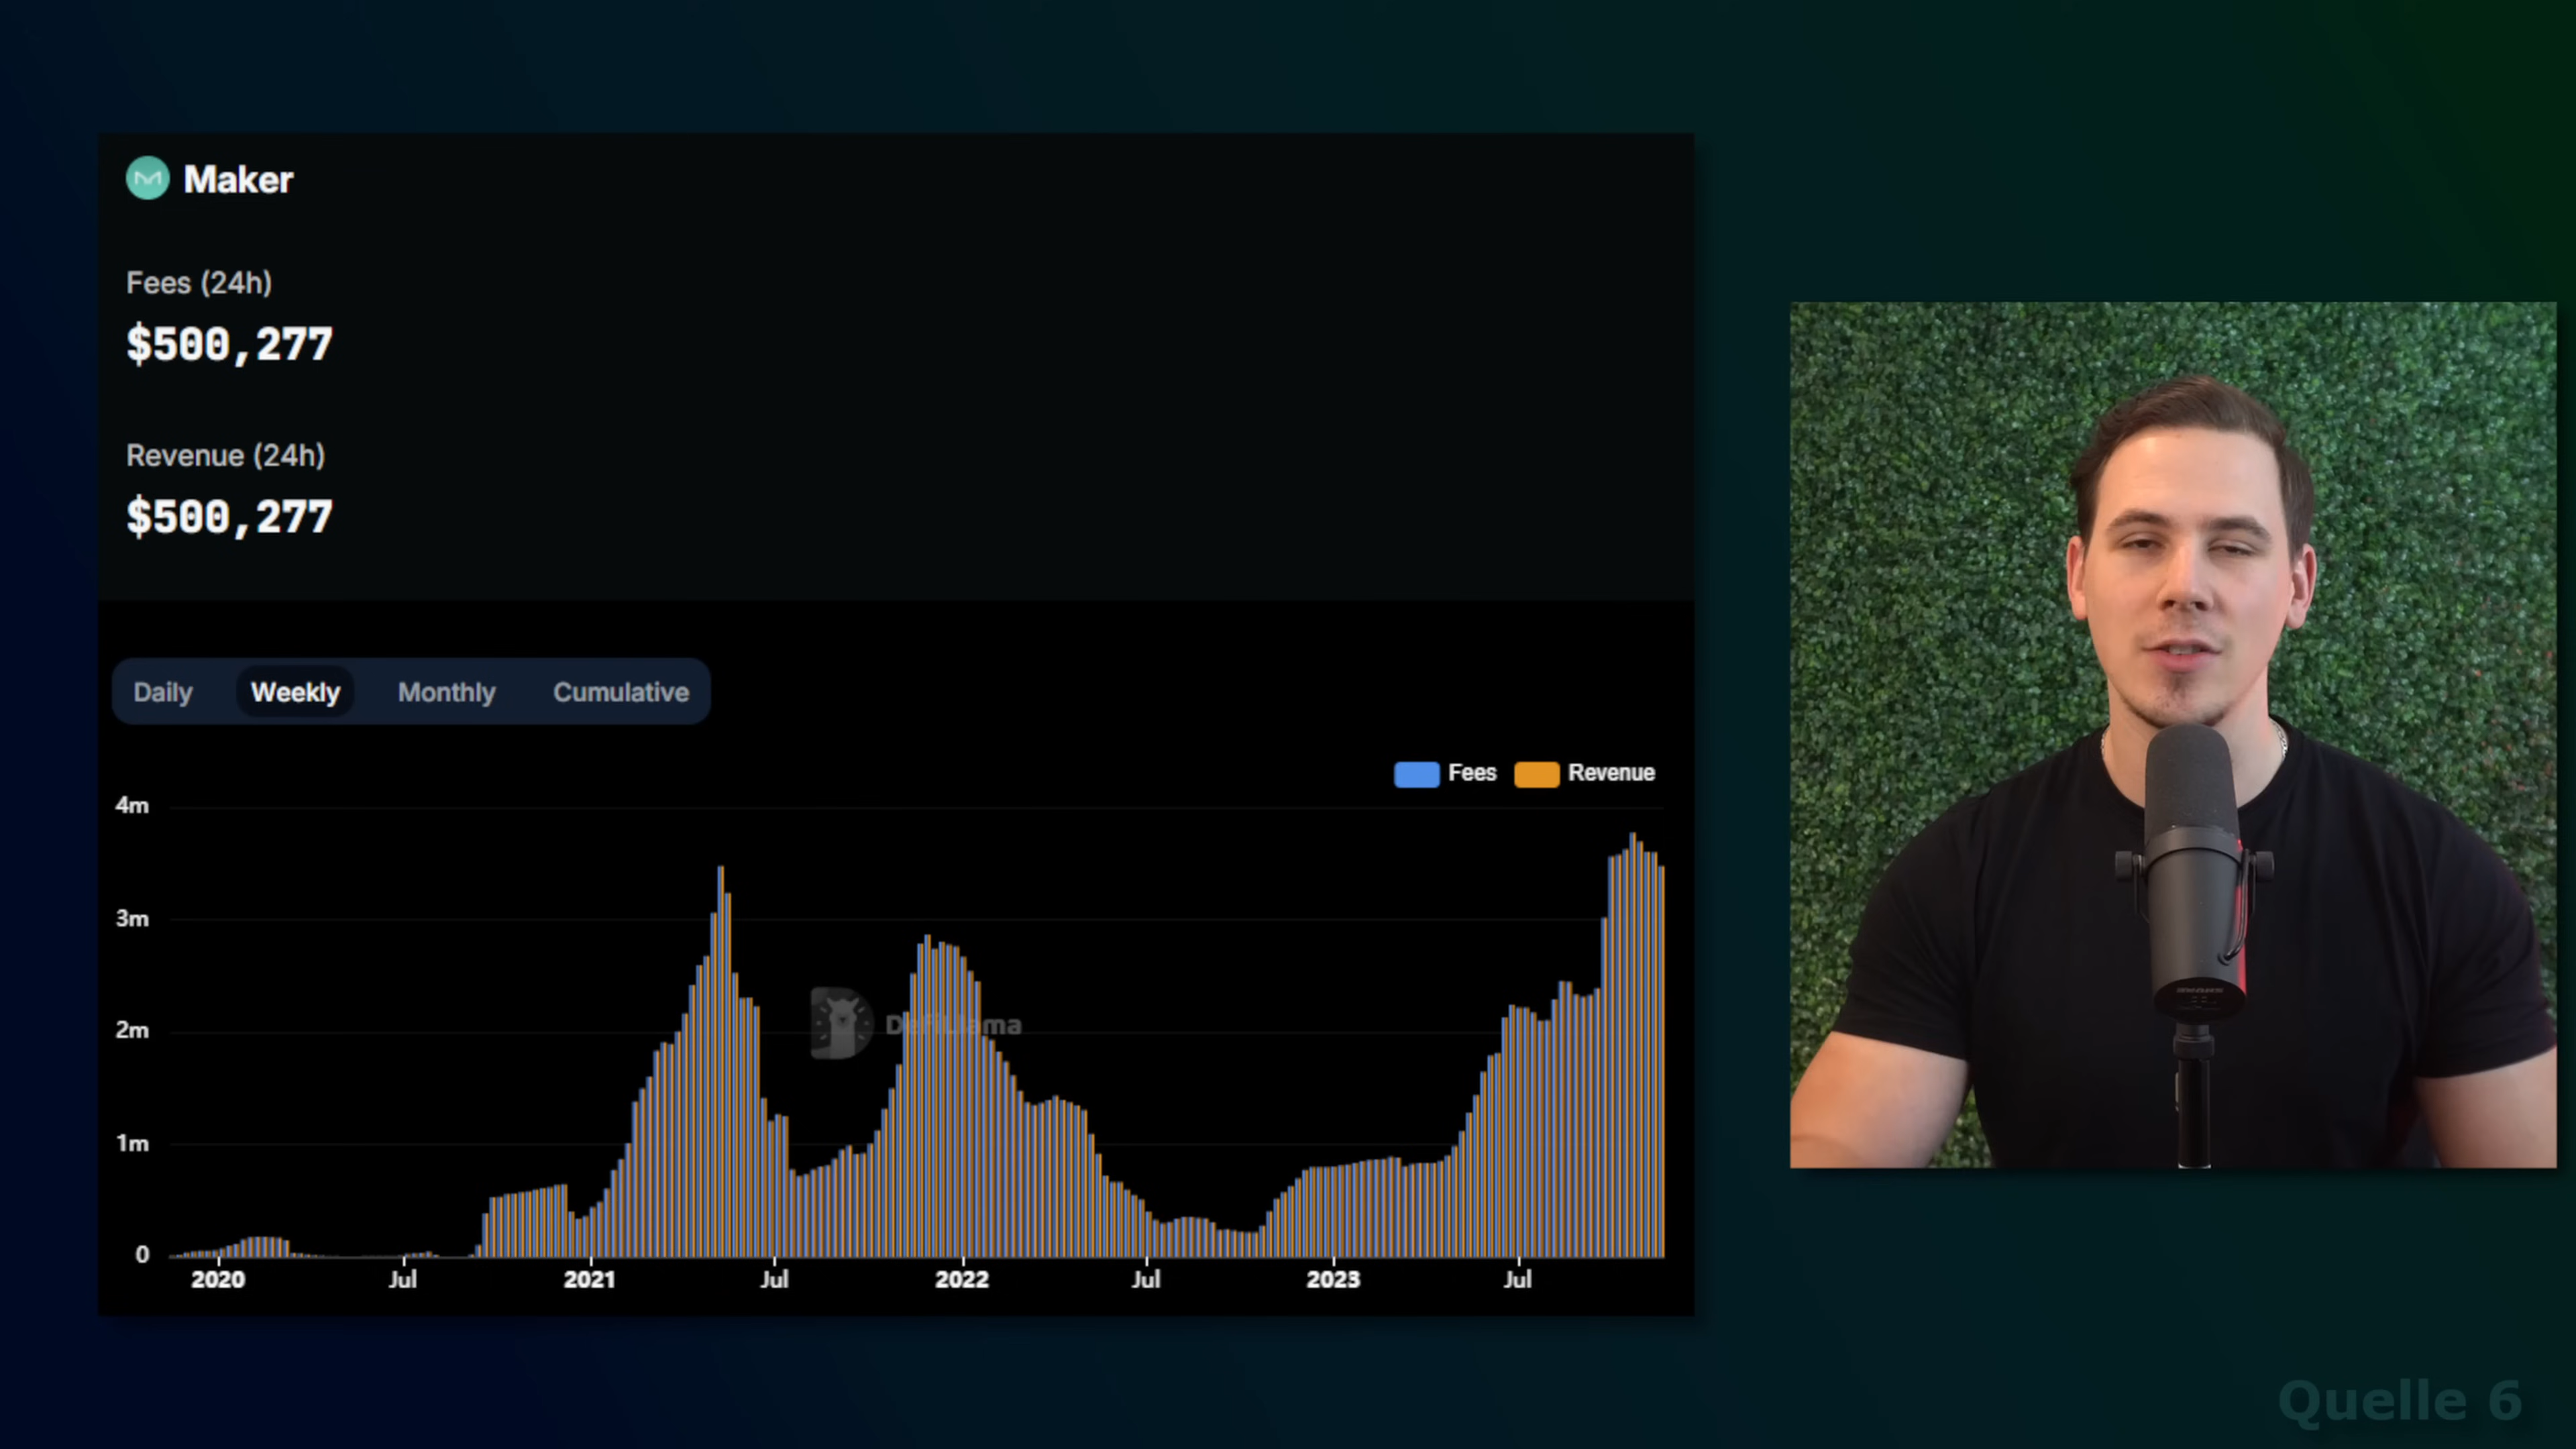 Maker
Fees (24h)
$500,277
Revenue (24h)
$500,277
Daily Weekly Monthly Cumulative
Fees Revenue
4m
3m
DefiLlama
2m
1m
0
2020 Jul 2021 Jul 2022 Jul 2023 Jul
Quelle 6